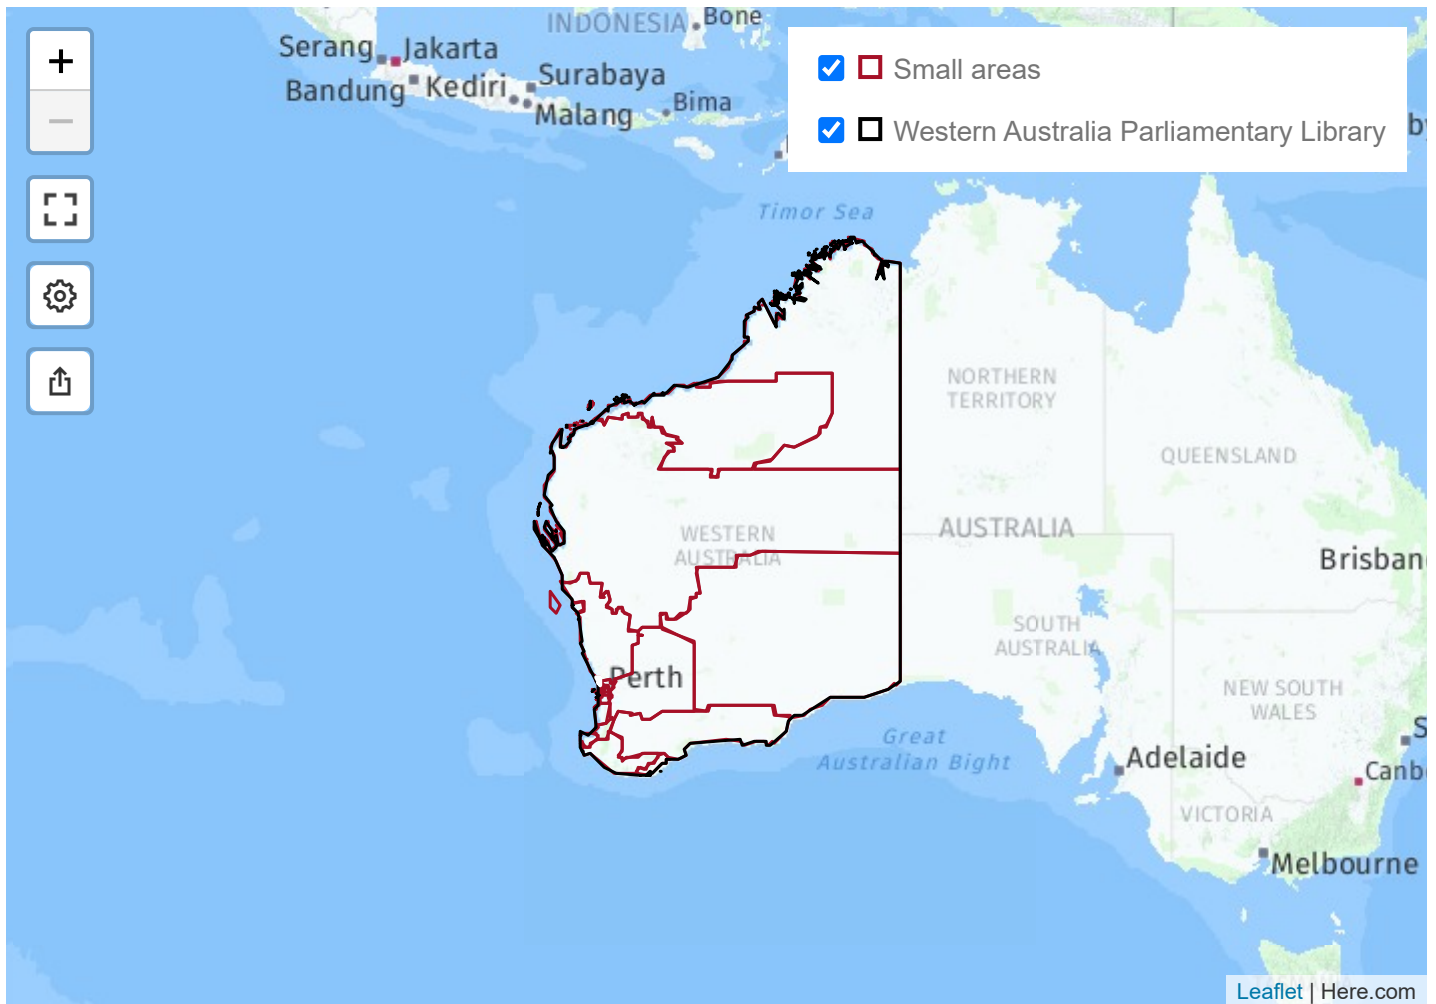 +
−
INDONESIA
Bone
Serang
Jakarta
Bandung
Kediri
Surabaya
Malang
Bima
Small areas
Western Australia Parliamentary Library
Timor Sea
NORTHERN
TERRITORY
QUEENSLAND
AUSTRALIA
WESTERN
AUSTRALIA
Brisban
SOUTH
AUSTRALIA
Perth
NEW SOUTH
WALES
Great
Australian Bight
Adelaide
S
Canb
VICTORIA
Melbourne
Leaflet | Here.com